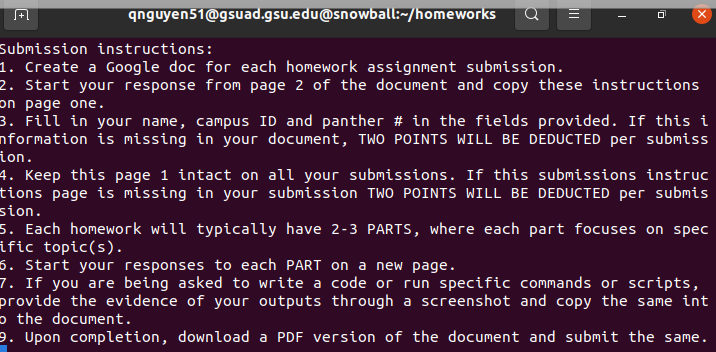 qnguyen51@gsuad.gsu.edu@snowball:~/homeworks
Submission instructions:
1. Create a Google doc for each homework assignment submission.
2. Start your response from page 2 of the document and copy these instructions
on page one.
3. Fill in your name, campus ID and panther # in the fields provided. If this i
nformation is missing in your document, TWO POINTS WILL BE DEDUCTED per submiss
ion.
4. Keep this page 1 intact on all your submissions. If this submissions instruc
tions page is missing in your submission TWO POINTS WILL BE DEDUCTED per submis
sion.
5. Each homework will typically have 2-3 PARTS, where each part focuses on spec
ific topic(s).
6. Start your responses to each PART on a new page.
7. If you are being asked to write a code or run specific commands or scripts,
provide the evidence of your outputs through a screenshot and copy the same int
o the document.
9. Upon completion, download a PDF version of the document and submit the same.